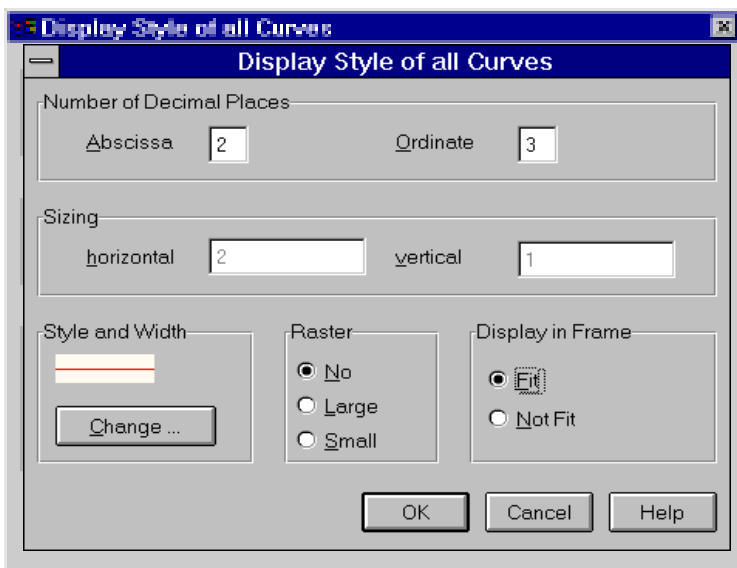 Display Style of all Curves
Display Style of all Curves
Number of Decimal Places
Abscissa 2 Ordinate 3
Sizing
horizontal 2 vertical 1
Style and Width
Change ...
Raster
No
Large
Small
Display in Frame
Fit
Not Fit
OK Cancel Help